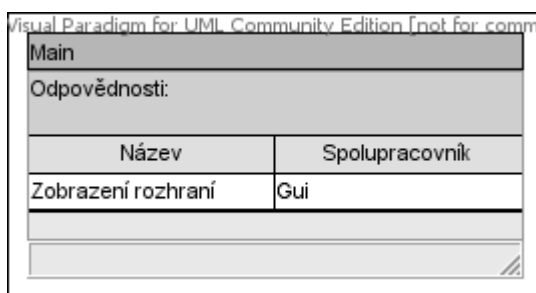 Visual Paradigm for UML Community Edition [not for comm
Main
Odpovědnosti:
Název Spolupracovník
Zobrazení rozhraní Gui